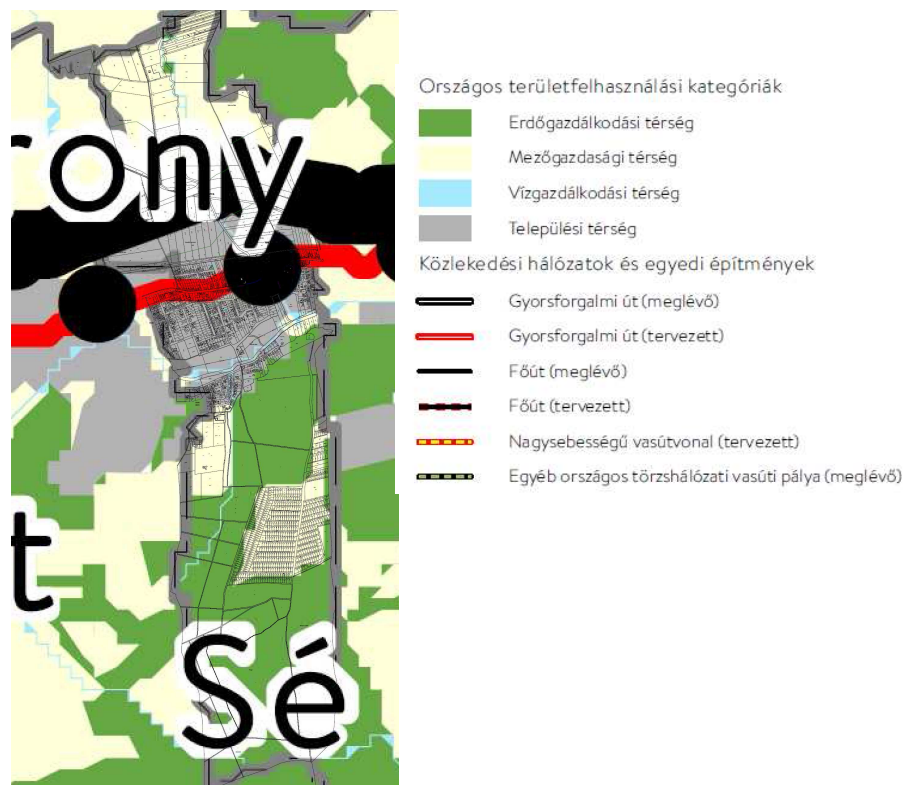 rony
t
Sé
Országos területfelhasználási kategóriák
Erdőgazdálkodási térség
Mezőgazdasági térség
Vízgazdálkodási térség
Települési térség
Közlekedési hálózatok és egyedi építmények
Gyorsforgalmi út (meglévő)
Gyorsforgalmi út (tervezett)
Főút (meglévő)
Főút (tervezett)
Nagysebességű vasútvonal (tervezett)
Egyéb országos törzshálózati vasúti pálya (meglévő)